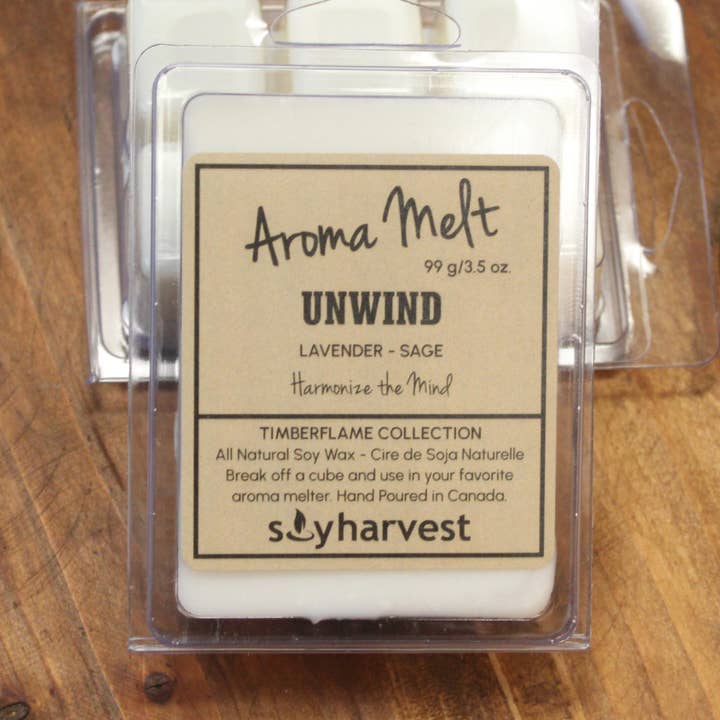 Aroma Melt
99 g/3.5 oz.
UNWIND
LAVENDER - SAGE
Harmonize the Mind
TIMBERFLAME COLLECTION
All Natural Soy Wax - Cire de Soja Naturelle
Break off a cube and use in your favorite
aroma melter. Hand Poured in Canada.
soyharvest